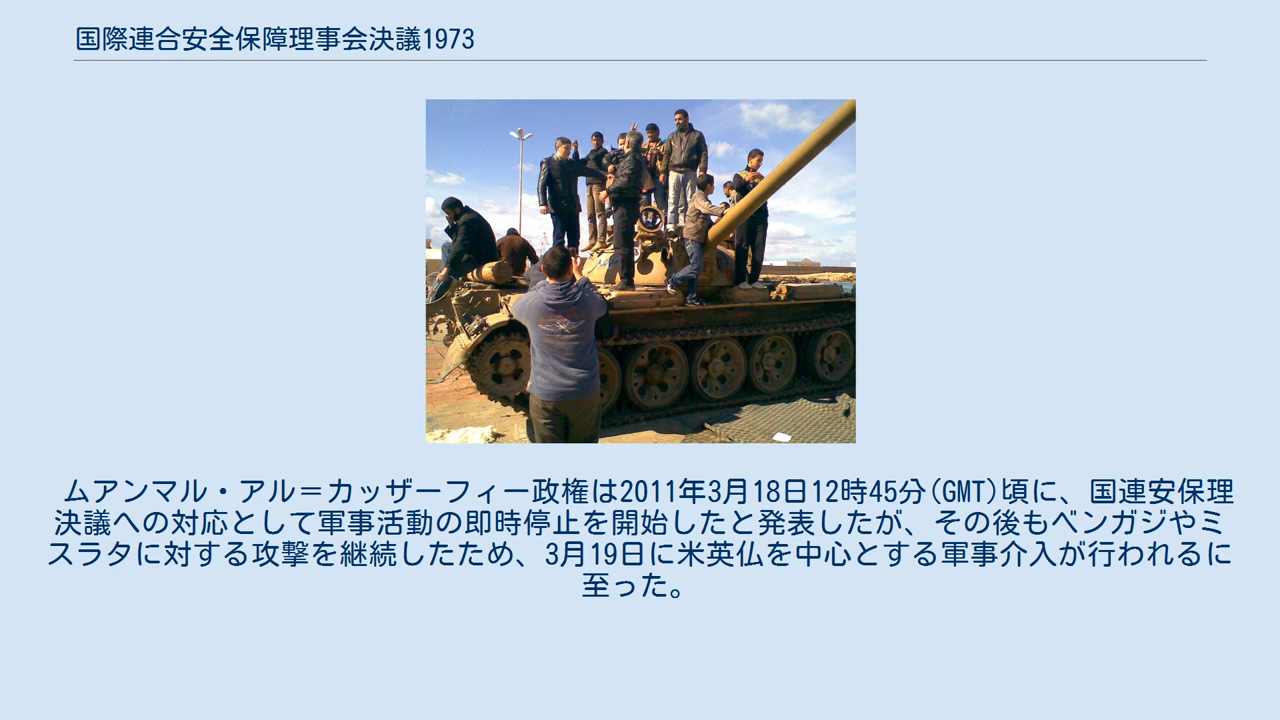 国際連合安全保障理事会決議1973
ムアンマル・アル＝カッザーフィー政権は2011年3月18日12時45分(GMT)頃に、国連安保理
決議への対応として軍事活動の即時停止を開始したと発表したが、その後もベンガジやミ
スラタに対する攻撃を継続したため、3月19日に米英仏を中心とする軍事介入が行われるに
至った。